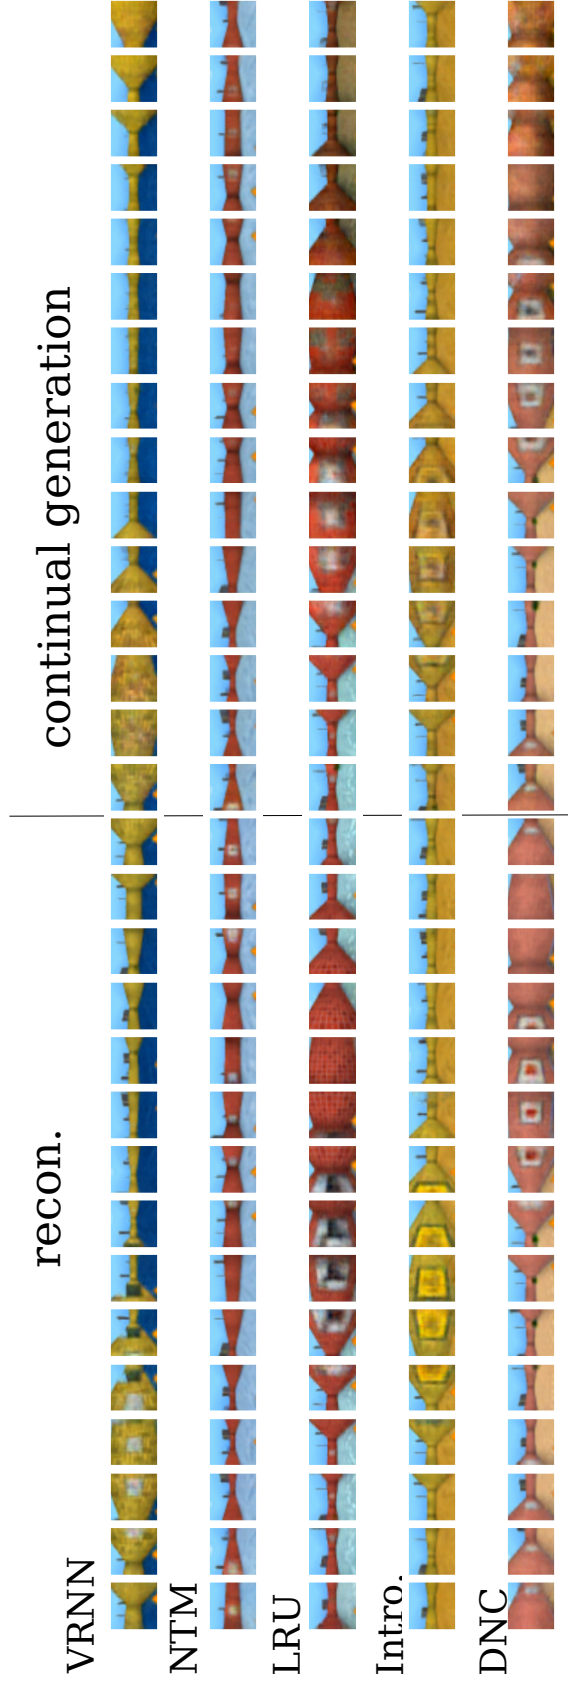 recon.
continual generation
VRNN
NTM
LRU
Intro.
DNC